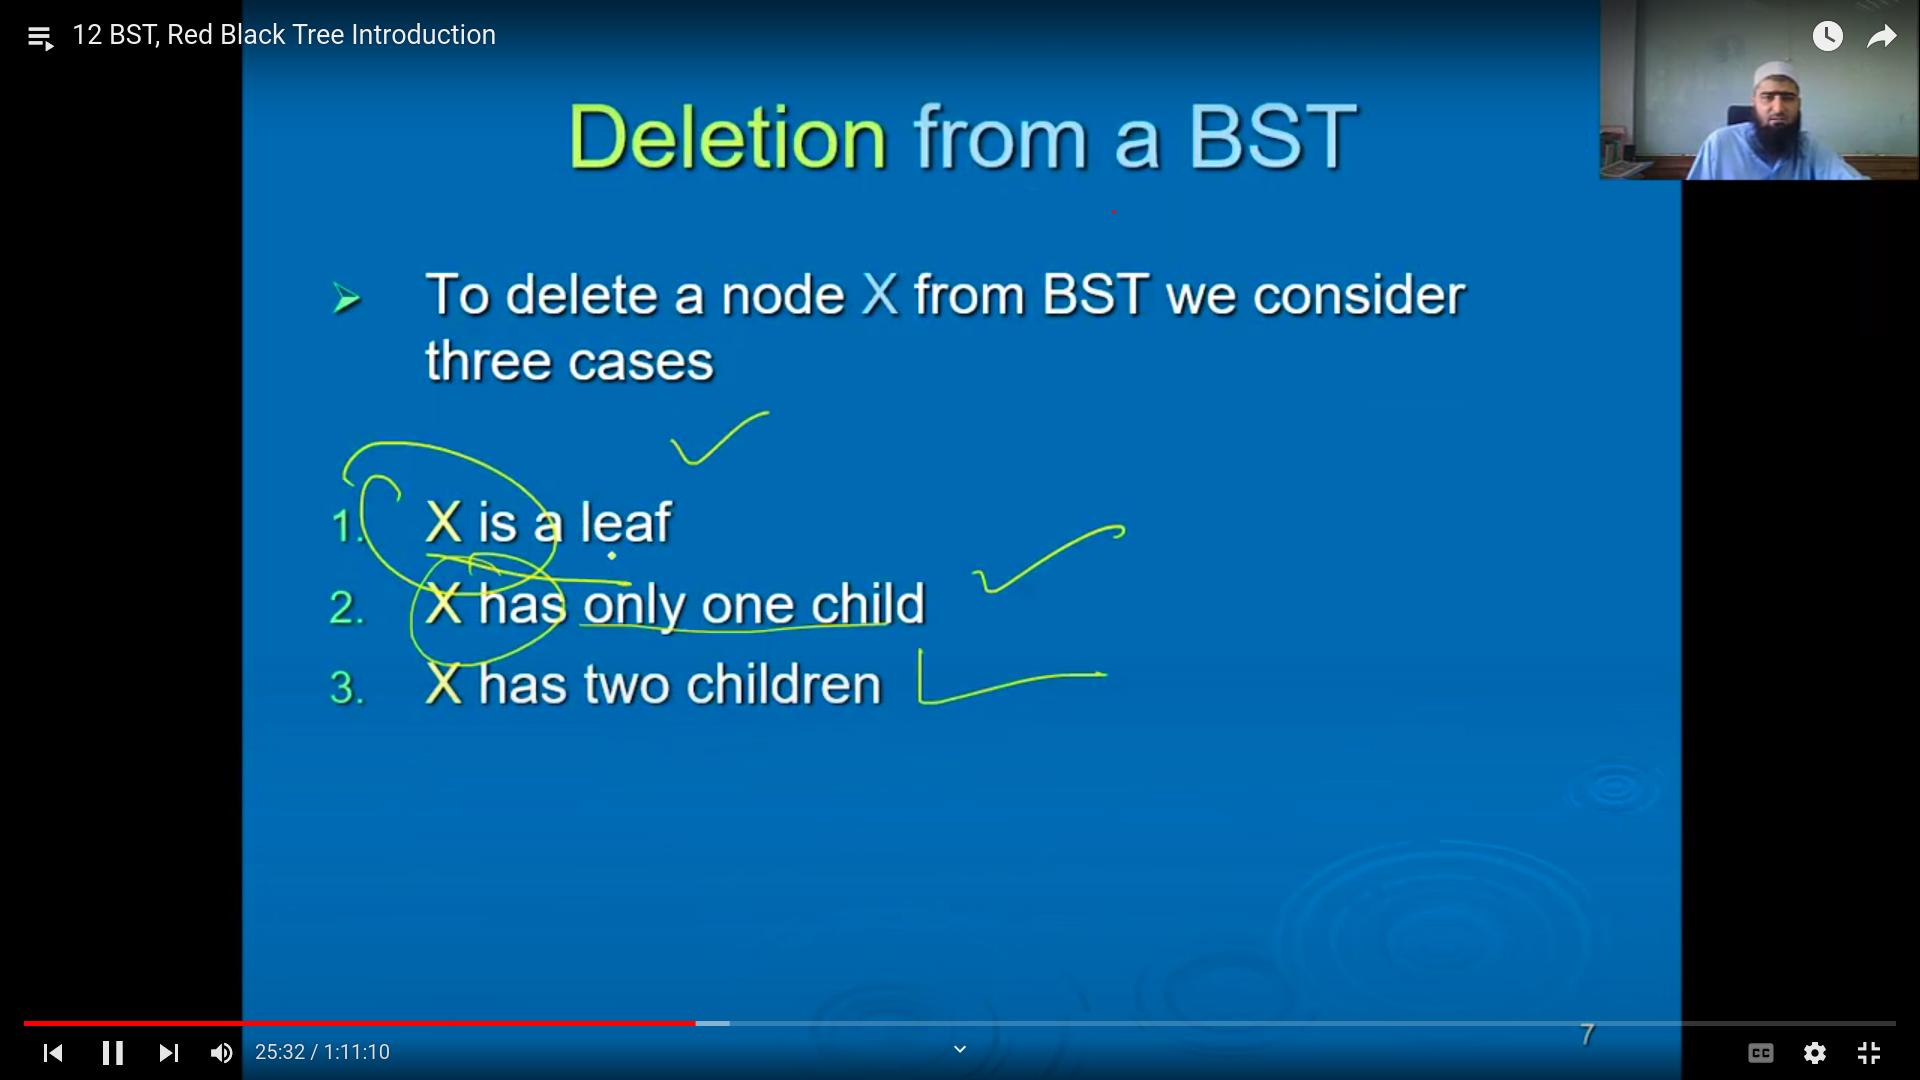 12 BST, Red Black Tree Introduction
Deletion from a BST
To delete a node X from BST we consider
three cases
1. X is a leaf
2. X has only one child
3. X has two children
7
25:32 / 1:11:10
CC